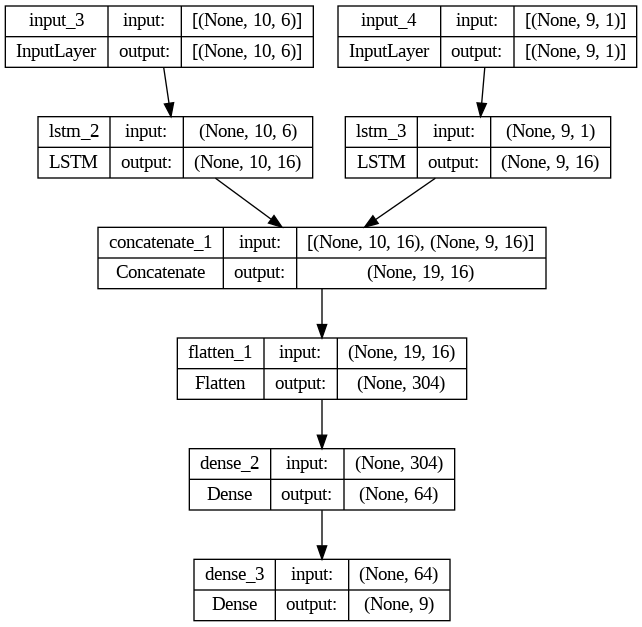 input_3 input: [(None, 10, 6)]
InputLayer output: [(None, 10, 6)]
input_4 input: [(None, 9, 1)]
InputLayer output: [(None, 9, 1)]
lstm_2 input: (None, 10, 6)
LSTM output: (None, 10, 16)
lstm_3 input: (None, 9, 1)
LSTM output: (None, 9, 16)
concatenate_1 input: [(None, 10, 16), (None, 9, 16)]
Concatenate output: (None, 19, 16)
flatten_1 input: (None, 19, 16)
Flatten output: (None, 304)
dense_2 input: (None, 304)
Dense output: (None, 64)
dense_3 input: (None, 64)
Dense output: (None, 9)